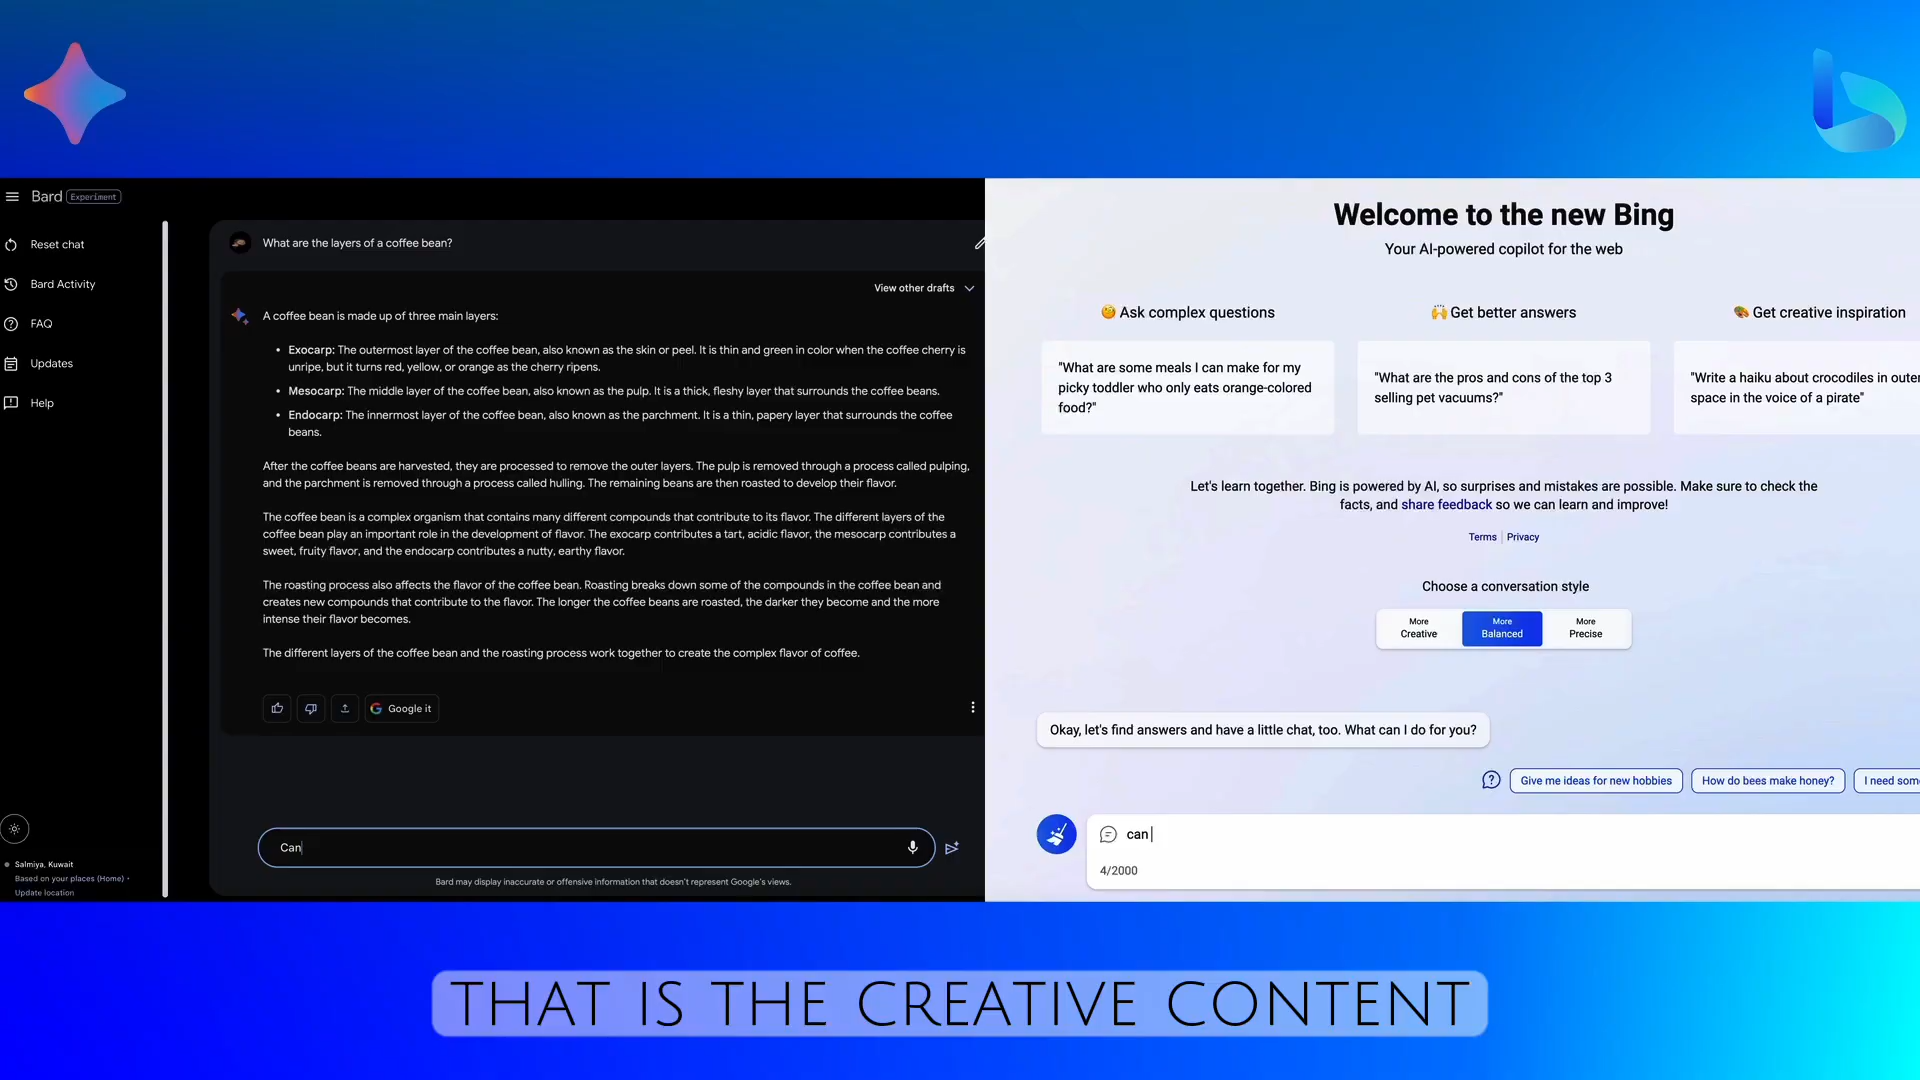 Bard Experiment
Reset chat
Bard Activity
FAQ
Updates
Help
Salmiya, Kuwait
Based on your places (Home) •
Update location
What are the layers of a coffee bean?
View other drafts
A coffee bean is made up of three main layers:
• Exocarp: The outermost layer of the coffee bean, also known as the skin or peel. It is thin and green in color when the coffee cherry is
unripe, but it turns red, yellow, or orange as the cherry ripens.
• Mesocarp: The middle layer of the coffee bean, also known as the pulp. It is a thick, fleshy layer that surrounds the coffee beans.
• Endocarp: The innermost layer of the coffee bean, also known as the parchment. It is a thin, papery layer that surrounds the coffee
beans.
After the coffee beans are harvested, they are processed to remove the outer layers. The pulp is removed through a process called pulping,
and the parchment is removed through a process called hulling. The remaining beans are then roasted to develop their flavor.
The coffee bean is a complex organism that contains many different compounds that contribute to its flavor. The different layers of the
coffee bean play an important role in the development of flavor. The exocarp contributes a tart, acidic flavor, the mesocarp contributes a
sweet, fruity flavor, and the endocarp contributes a nutty, earthy flavor.
The roasting process also affects the flavor of the coffee bean. Roasting breaks down some of the compounds in the coffee bean and
creates new compounds that contribute to the flavor. The longer the coffee beans are roasted, the darker they become and the more
intense their flavor becomes.
The different layers of the coffee bean and the roasting process work together to create the complex flavor of coffee.
Google it
Can
Bard may display inaccurate or offensive information that doesn't represent Google's views.
Welcome to the new Bing
Your AI-powered copilot for the web
🧐 Ask complex questions
🙌 Get better answers
🎨 Get creative inspiration
"What are some meals I can make for my
picky toddler who only eats orange-colored
food?"
"What are the pros and cons of the top 3
selling pet vacuums?"
"Write a haiku about crocodiles in outer
space in the voice of a pirate"
Let's learn together. Bing is powered by AI, so surprises and mistakes are possible. Make sure to check the
facts, and share feedback so we can learn and improve!
Terms | Privacy
Choose a conversation style
More
Creative
More
Balanced
More
Precise
Okay, let's find answers and have a little chat, too. What can I do for you?
Give me ideas for new hobbies
How do bees make honey?
I need som
can
4/2000
THAT IS THE CREATIVE CONTENT